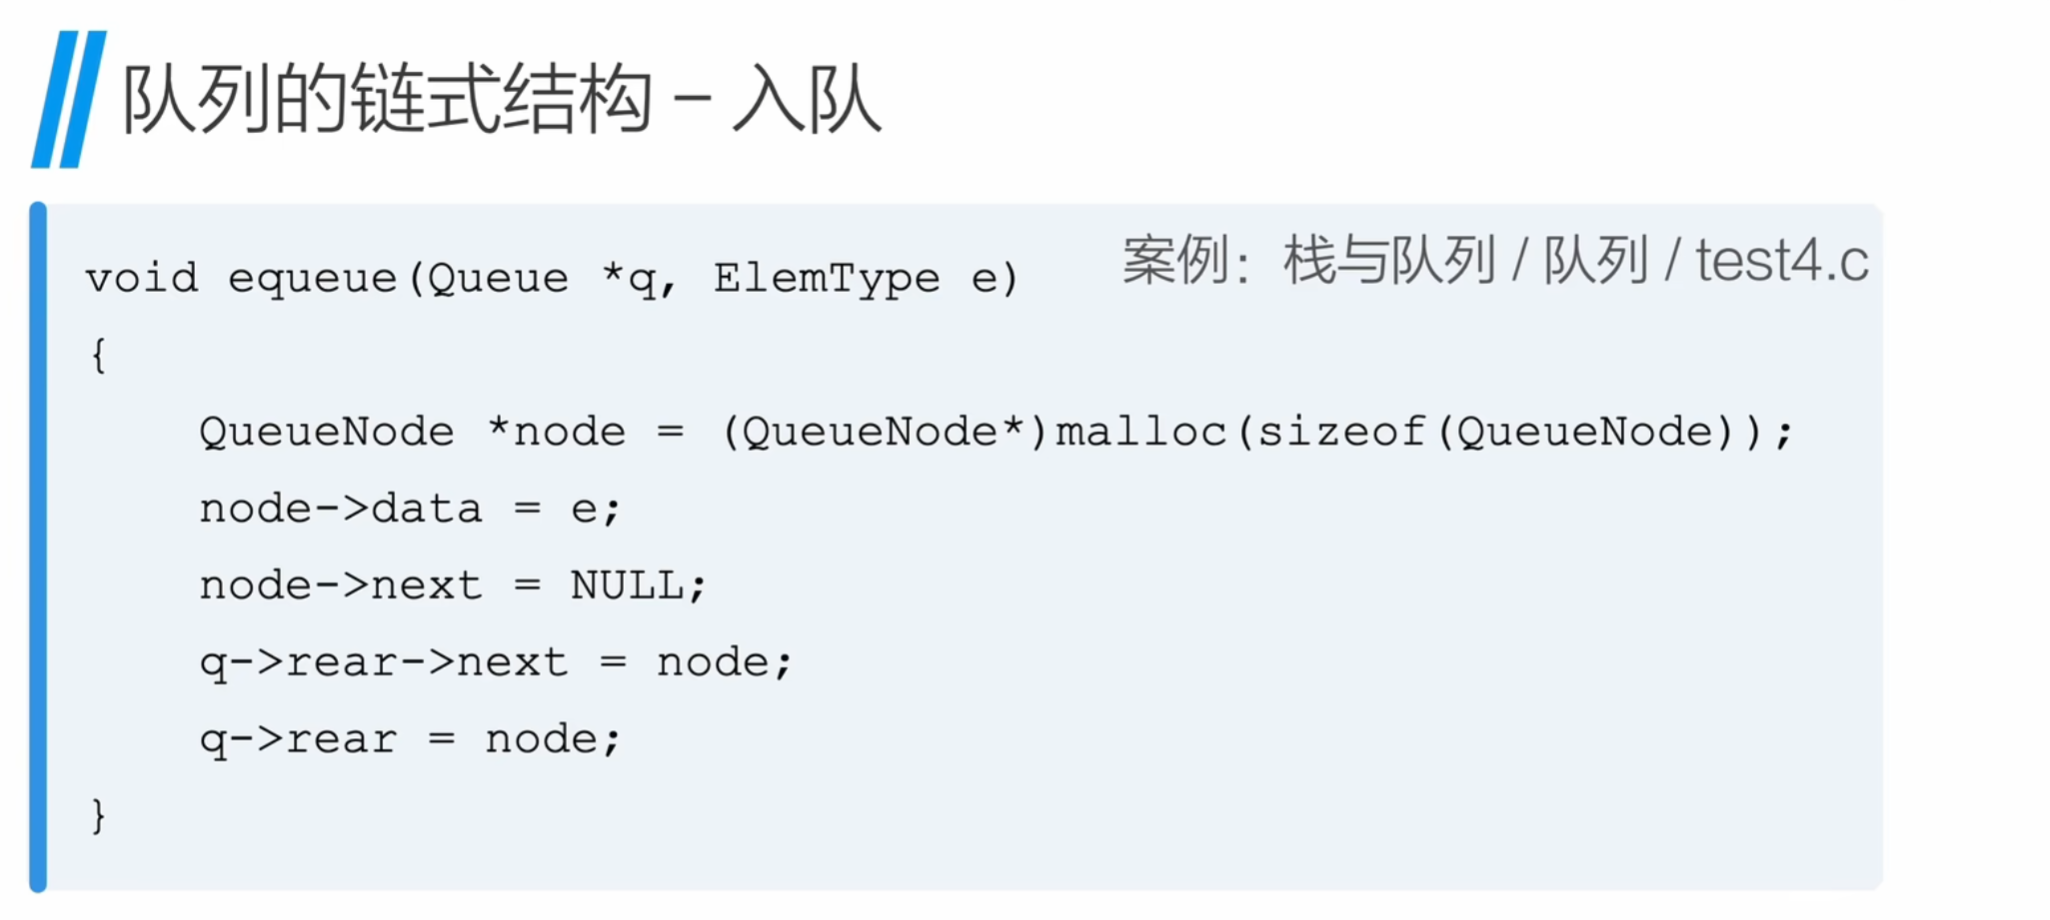 队列的链式结构 – 入队
案例：栈与队列 / 队列 / test4.c
void equeue(Queue *q, ElemType e)
{
    QueueNode *node = (QueueNode*)malloc(sizeof(QueueNode));
    node->data = e;
    node->next = NULL;
    q->rear->next = node;
    q->rear = node;
}